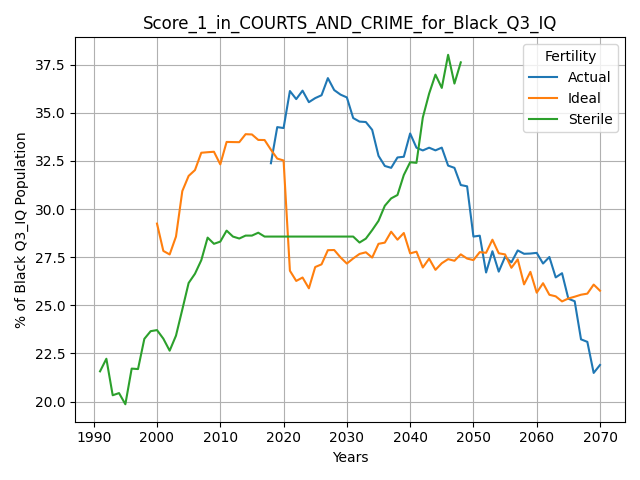 Score_1_in_COURTS_AND_CRIME_for_Black_Q3_IQ
% of Black Q3_IQ Population
37.5
35.0
32.5
30.0
27.5
25.0
22.5
20.0
Fertility
Actual
Ideal
Sterile
1990 2000 2010 2020 2030 2040 2050 2060 2070
Years